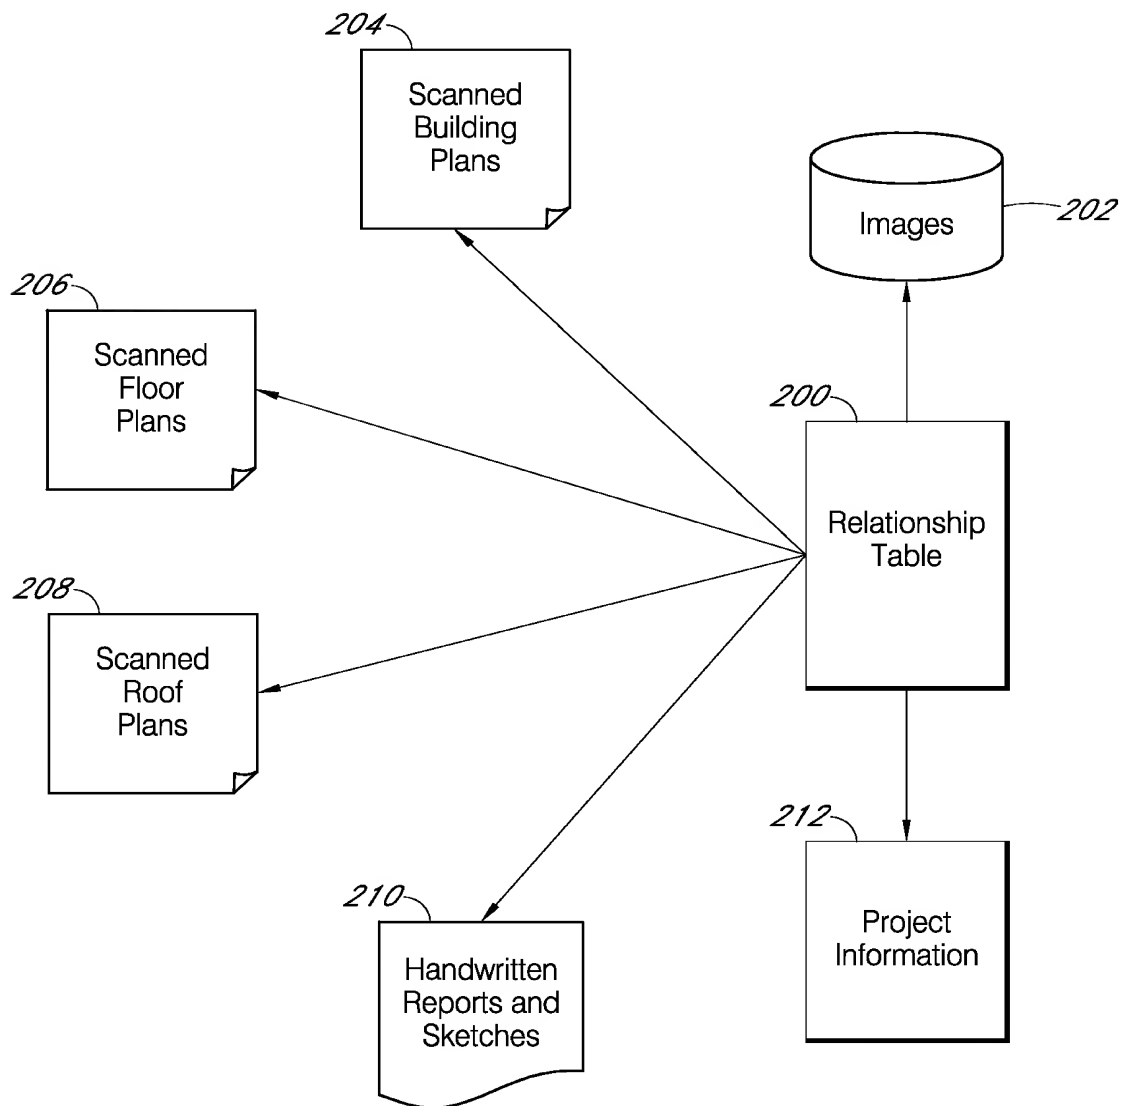 204
Scanned
Building
Plans
Images
202
206
Scanned
Floor
Plans
200
Relationship
Table
208
Scanned
Roof
Plans
212
Project
Information
210
Handwritten
Reports and
Sketches